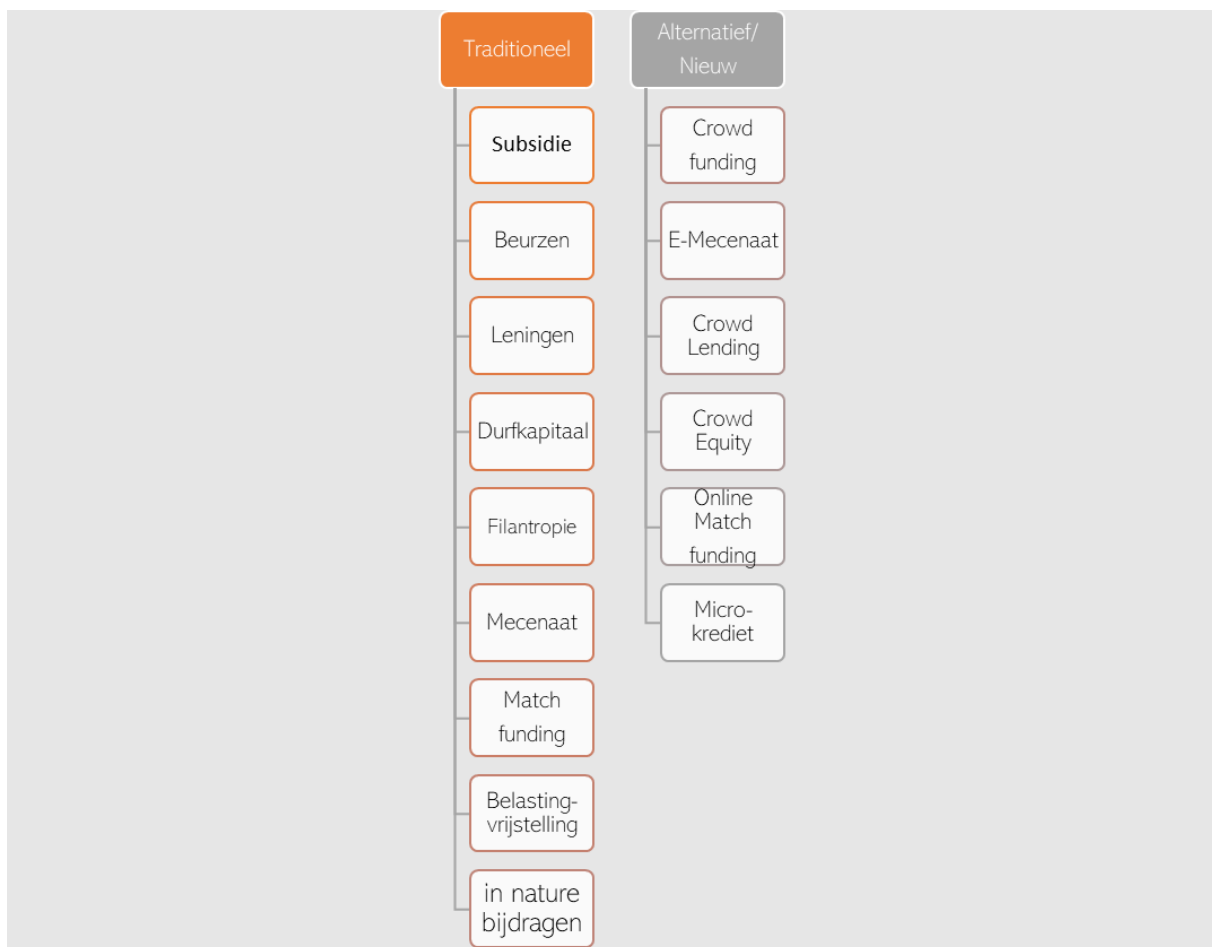 Traditioneel
Subsidie
Beurzen
Leningen
Durfkapitaal
Filantropie
Mecenaat
Match
funding
Belasting-
vrijstelling
in nature
bijdragen
Alternatief/
Nieuw
Crowd
funding
E-Mecenaat
Crowd
Lending
Crowd
Equity
Online
Match
funding
Micro-
krediet